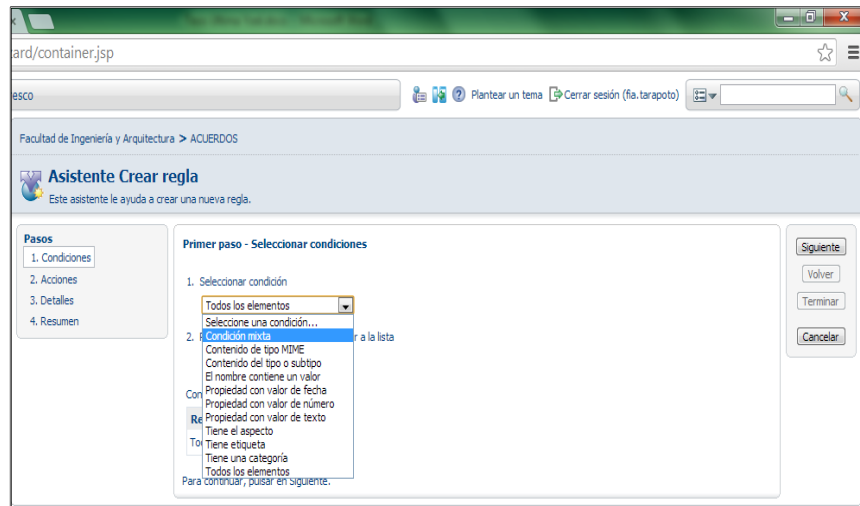 ard/container.jsp
esco
Plantear un tema Cerrar sesión (fia.tarapoto)
Facultad de Ingeniería y Arquitectura > ACUERDOS
Asistente Crear regla
Este asistente le ayuda a crear una nueva regla.
Pasos
1. Condiciones
2. Acciones
3. Detalles
4. Resumen
Primer paso - Seleccionar condiciones
1. Seleccionar condición
Todos los elementos
Seleccione una condición...
2. Condición mixta r a la lista
Contenido de tipo MIME
Contenido del tipo o subtipo
El nombre contiene un valor
Con Propiedad con valor de fecha
Propiedad con valor de número
Re Propiedad con valor de texto
Tiene el aspecto
To Tiene etiqueta
Tiene una categoría
Todos los elementos
Para continuar, pulsar en Siguiente.
Siguiente
Volver
Terminar
Cancelar